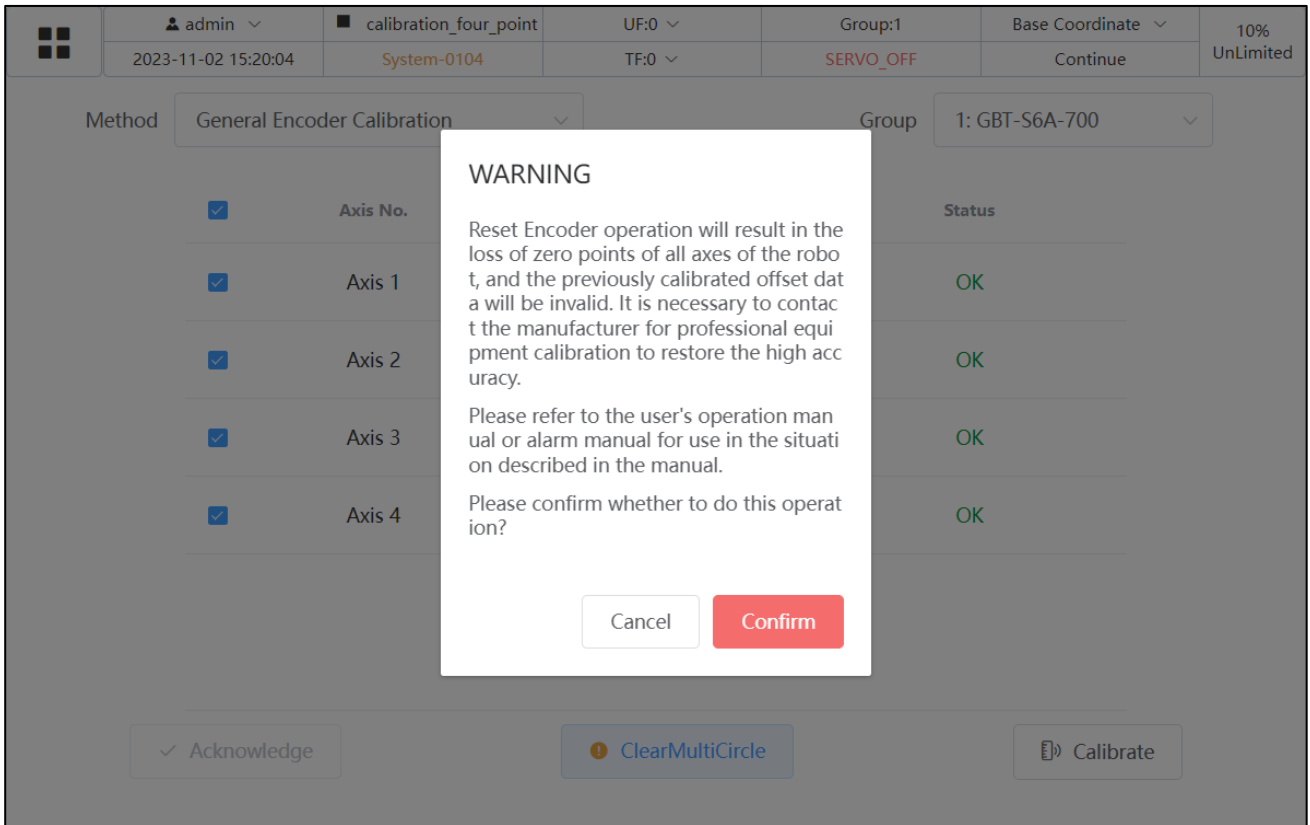 admin calibration_four_point UF:0 Group:1 Base Coordinate 10%
2023-11-02 15:20:04 System-0104 TF:0 SERVO_OFF Continue UnLimited
Method General Encoder Calibration Group 1: GBT-S6A-700
WARNING
Axis No. Status
Reset Encoder operation will result in the
loss of zero points of all axes of the robo
t, and the previously calibrated offset dat
a will be invalid. It is necessary to contac
t the manufacturer for professional equi
pment calibration to restore the high acc
uracy.
Please refer to the user's operation man
ual or alarm manual for use in the situati
on described in the manual.
Please confirm whether to do this operat
ion?
Cancel Confirm
Axis 1 OK
Axis 2 OK
Axis 3 OK
Axis 4 OK
Acknowledge ClearMultiCircle Calibrate